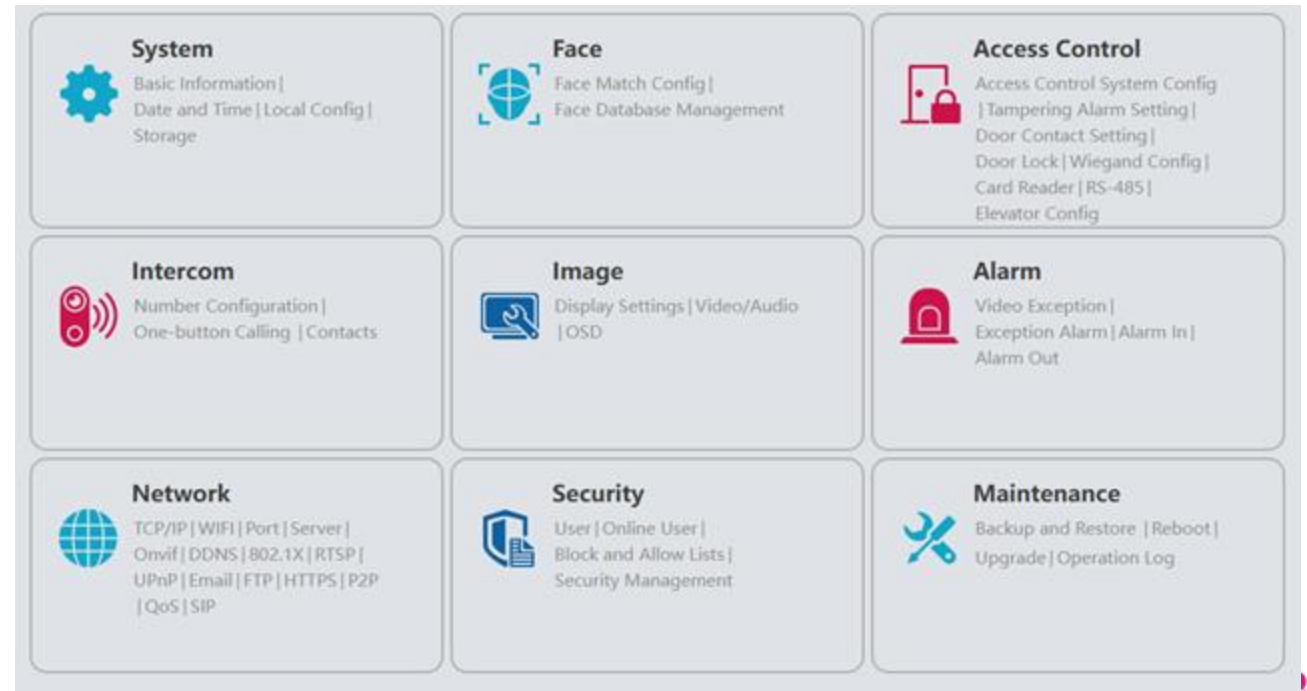 System
Basic Information|
Date and Time|Local Config|
Storage
Face
Face Match Config|
Face Database Management
Access Control
Access Control System Config
|Tampering Alarm Setting|
Door Contact Setting|
Door Lock|Wiegand Config|
Card Reader|RS-485|
Elevator Config
Intercom
Number Configuration|
One-button Calling |Contacts
Image
Display Settings|Video/Audio
|OSD
Alarm
Video Exception|
Exception Alarm|Alarm In|
Alarm Out
Network
TCP/IP|WIFI|Port|Server|
Onvif|DDNS|802.1X|RTSP|
UPnP|Email|FTP|HTTPS|P2P
|QoS|SIP
Security
User|Online User|
Block and Allow Lists|
Security Management
Maintenance
Backup and Restore |Reboot|
Upgrade|Operation Log